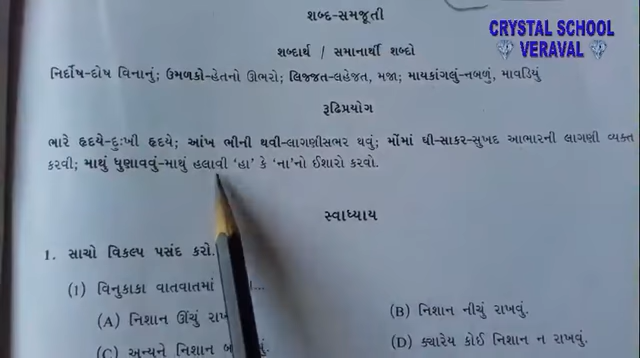 શબ્દ-સમજૂતી
CRYSTAL SCHOOL
VERAVAL
શબ્દાર્થ / સમાનાર્થી શબ્દો
નિર્દોષ-દોષ વિનાનું; ઉમળકો-હેતનો ઊભરો; લિજ્જત-લહેજત, મજા; માયકાંગલું-નબળું, માવડિયું
રૂઢિપ્રયોગ
ભારે હૃદયે-દુઃખી હૃદયે; આંખ ભીની થવી-લાગણીસભર થવું; મોંમાં ઘી-સાકર-સુખદ આભારની લાગણી વ્યક્ત
કરવી; માથું ધુણાવવું-માથું હલાવી ‘હા’ કે ‘ના’નો ઈશારો કરવો.
સ્વાધ્યાય
1. સાચો વિકલ્પ પસંદ કરો.
(1) વિનુકાકા વાતવાતમાં ...
(A) નિશાન ઊંચું
(B) નિશાન નીચું રાખવું.
(C) અન્યને નિશાન
(D) ક્યારેય કોઈ નિશાન ન રાખવું.